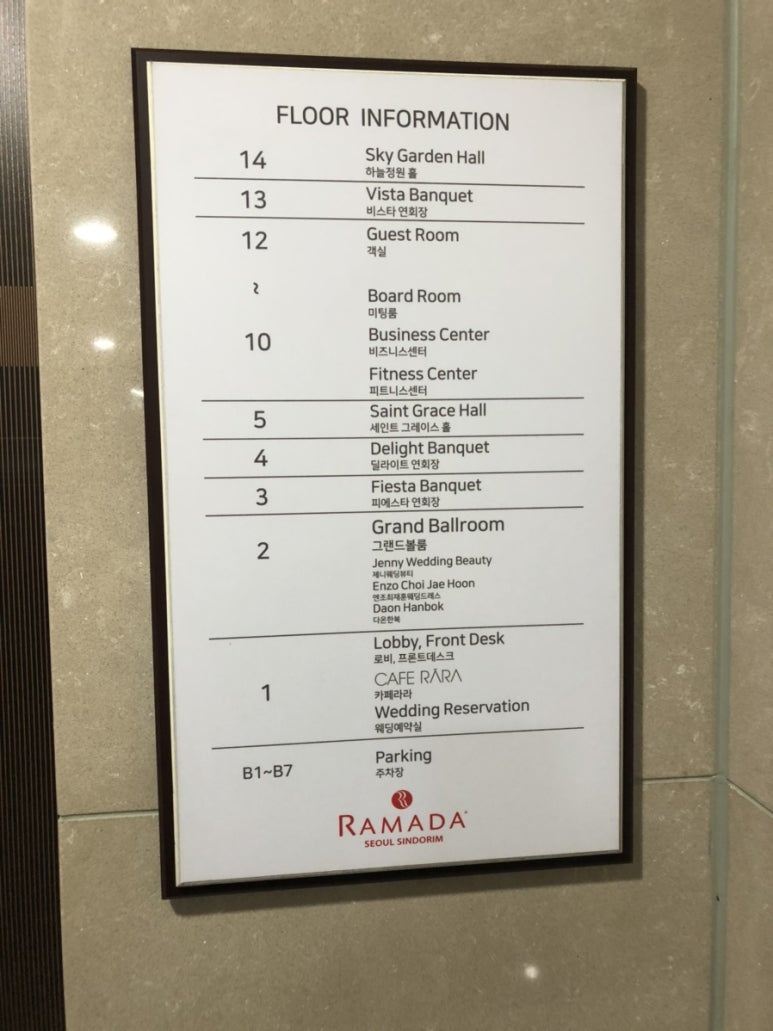 FLOOR INFORMATION
14 Sky Garden Hall
하늘정원 홀
13 Vista Banquet
비스타 연회장
12 Guest Room
객실
~
Board Room
미팅룸
10 Business Center
비즈니스센터
Fitness Center
피트니스센터
5 Saint Grace Hall
세인트 그레이스 홀
4 Delight Banquet
딜라이트 연회장
3 Fiesta Banquet
피에스타 연회장
2 Grand Ballroom
그랜드볼룸
Jenny Wedding Beauty
제니웨딩뷰티
Enzo Choi Jae Hoon
엔조최재훈웨딩드레스
Daon Hanbok
다온한복
Lobby, Front Desk
로비, 프론트데스크
1 CAFE RĀRA
카페라라
Wedding Reservation
웨딩예약실
B1~B7 Parking
주차장
RAMADA
SEOUL SINDORIM